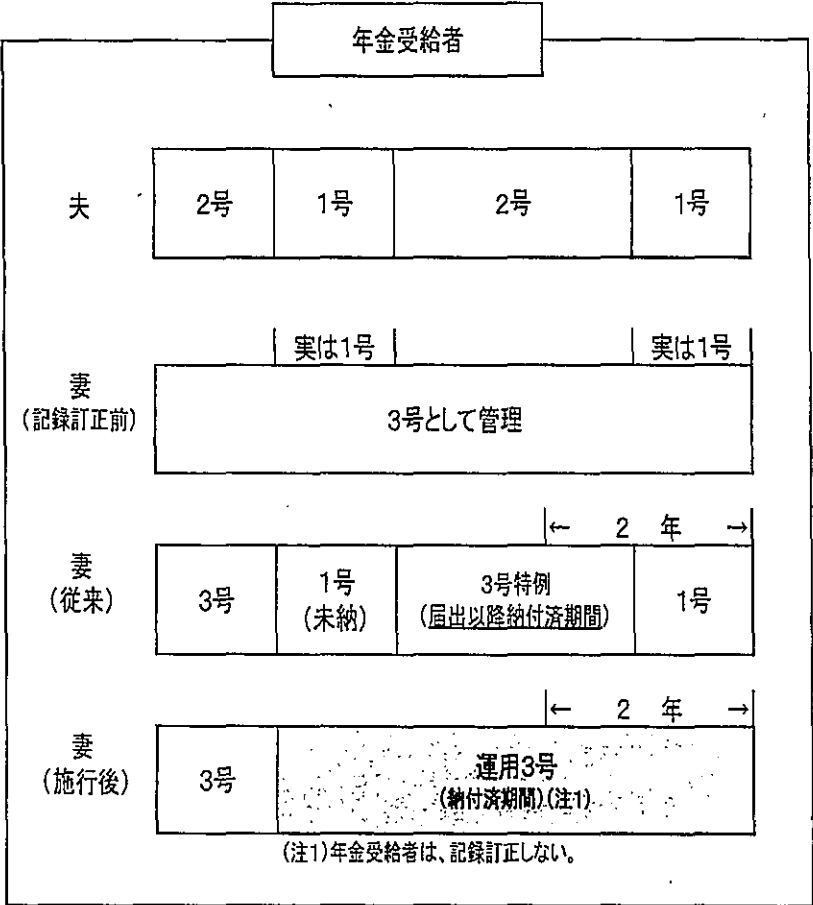 年金受給者
夫
2号 1号 2号 1号
実は1号 実は1号
妻
(記録訂正前)
3号として管理
← 2 年 →
妻
(従来)
3号
1号
(未納)
3号特例
(届出以降納付済期間)
1号
← 2 年 →
妻
(施行後)
3号
運用3号
(納付済期間)(注1)
(注1)年金受給者は、記録訂正しない。